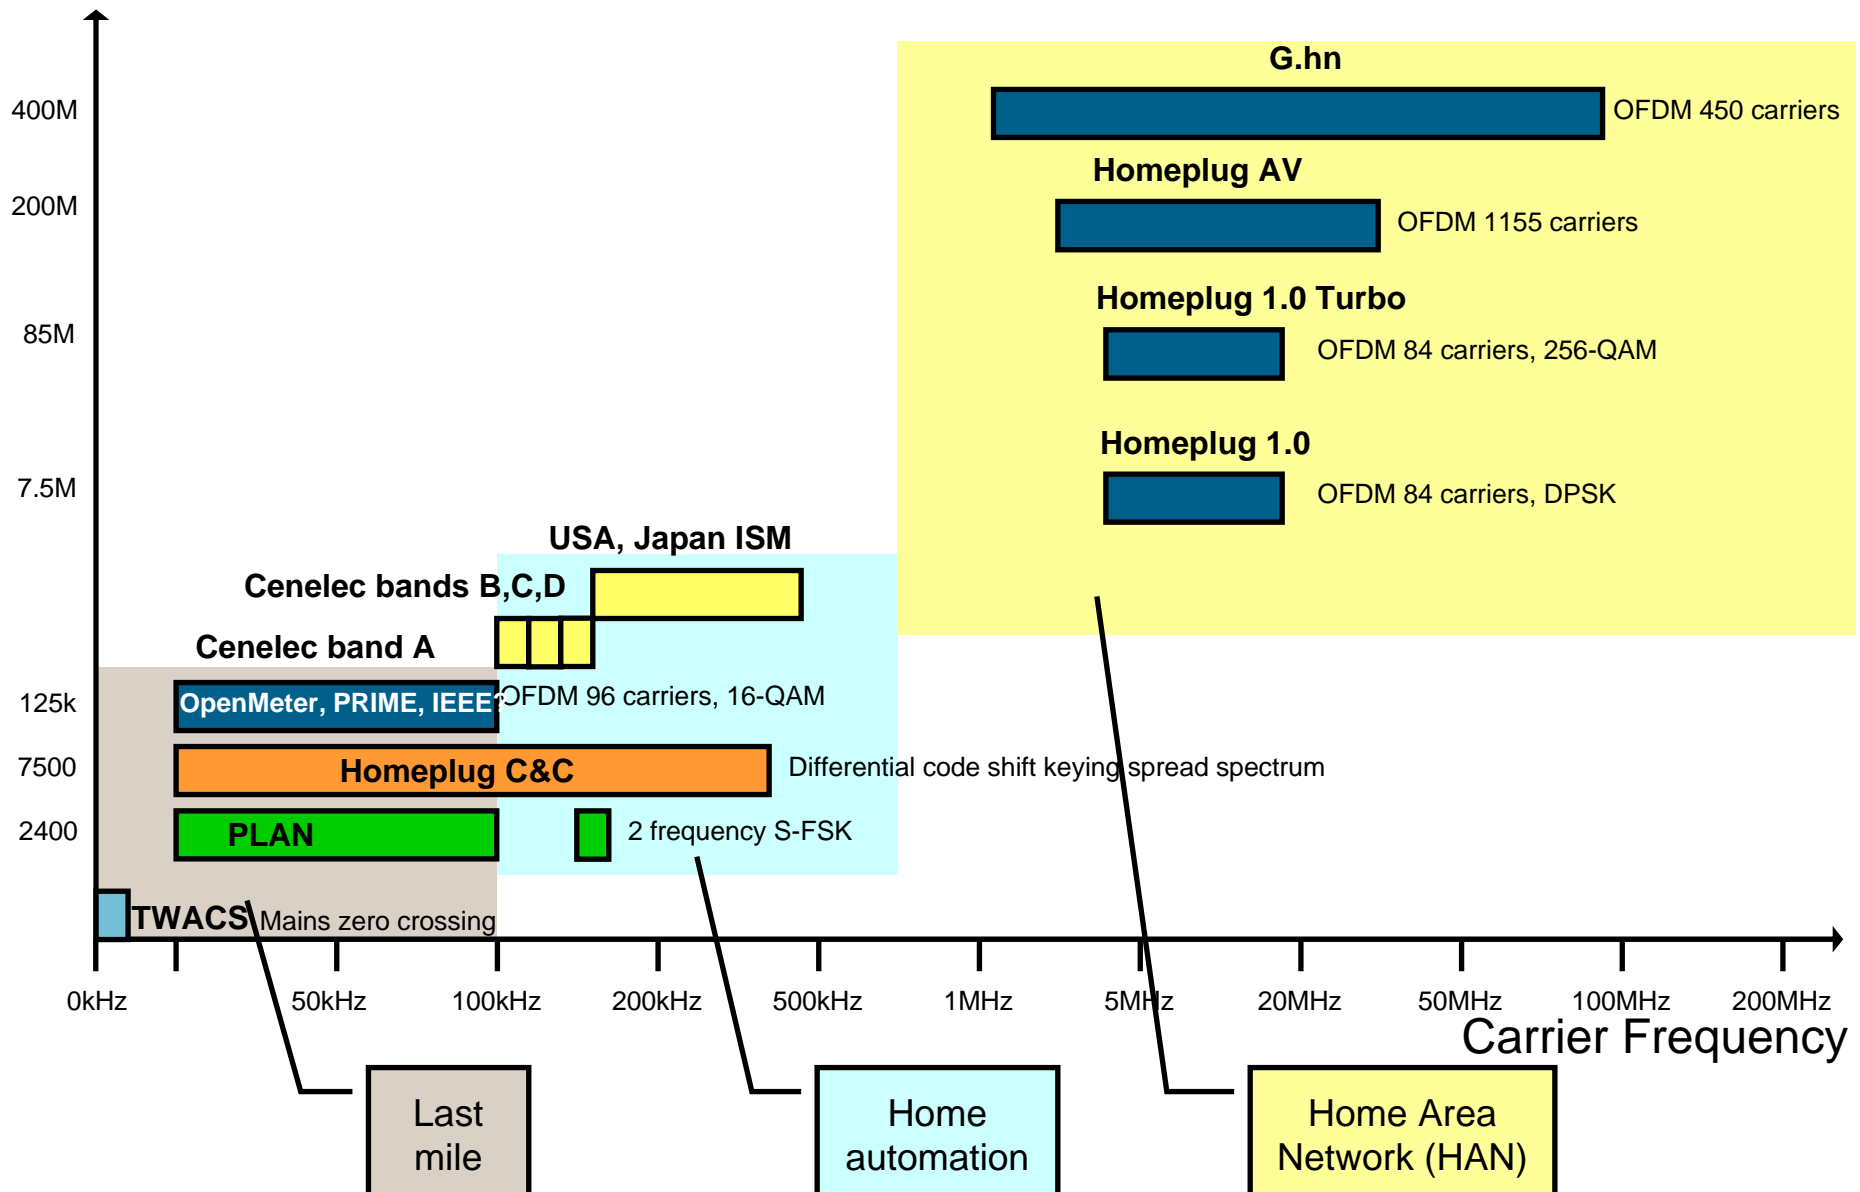 G.hn
400M
OFDM 450 carriers
Homeplug AV
200M
OFDM 1155 carriers
Homeplug 1.0 Turbo
85M
OFDM 84 carriers, 256-QAM
Homeplug 1.0
7.5M
OFDM 84 carriers, DPSK
USA, Japan ISM
Cenelec bands B,C,D
Cenelec band A
125k
OpenMeter, PRIME, IEEE?
OFDM 96 carriers, 16-QAM
7500
Homeplug C&C
Differential code shift keying spread spectrum
2400
PLAN
2 frequency S-FSK
TWACS
Mains zero crossing
0kHz
50kHz
100kHz
200kHz
500kHz
1MHz
5MHz
20MHz
50MHz
100MHz
200MHz
Carrier Frequency
Last
mile
Home
automation
Home Area
Network (HAN)